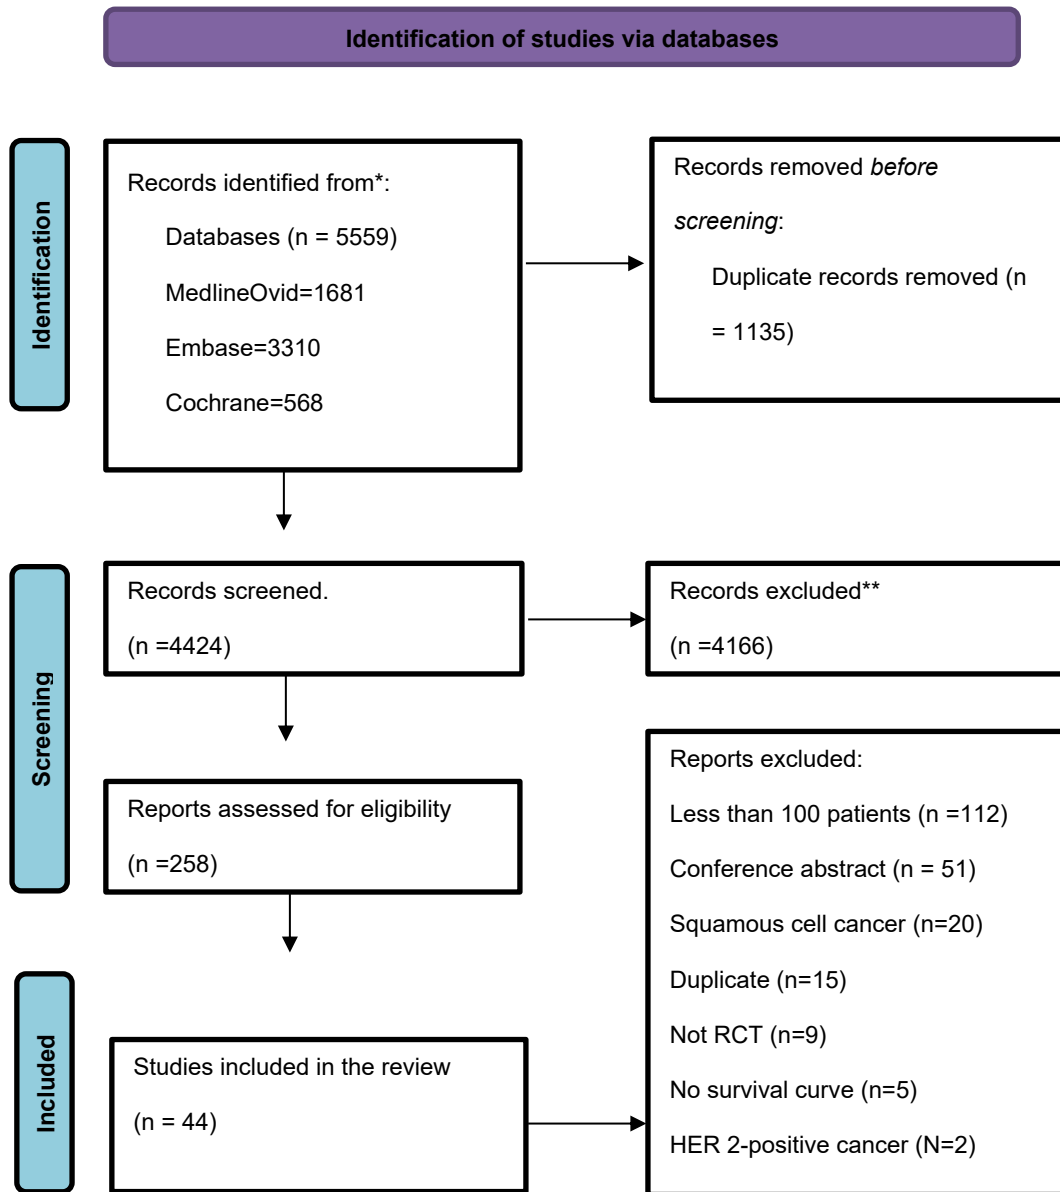 Identification of studies via databases
Identification
Records identified from*:
Databases (n = 5559)
MedlineOvid=1681
Embase=3310
Cochrane=568
Records removed before
screening:
Duplicate records removed (n
= 1135)
Screening
Records screened.
(n =4424)
Records excluded**
(n =4166)
Reports assessed for eligibility
(n =258)
Reports excluded:
Less than 100 patients (n =112)
Conference abstract (n = 51)
Squamous cell cancer (n=20)
Duplicate (n=15)
Not RCT (n=9)
No survival curve (n=5)
HER 2-positive cancer (N=2)
Included
Studies included in the review
(n = 44)